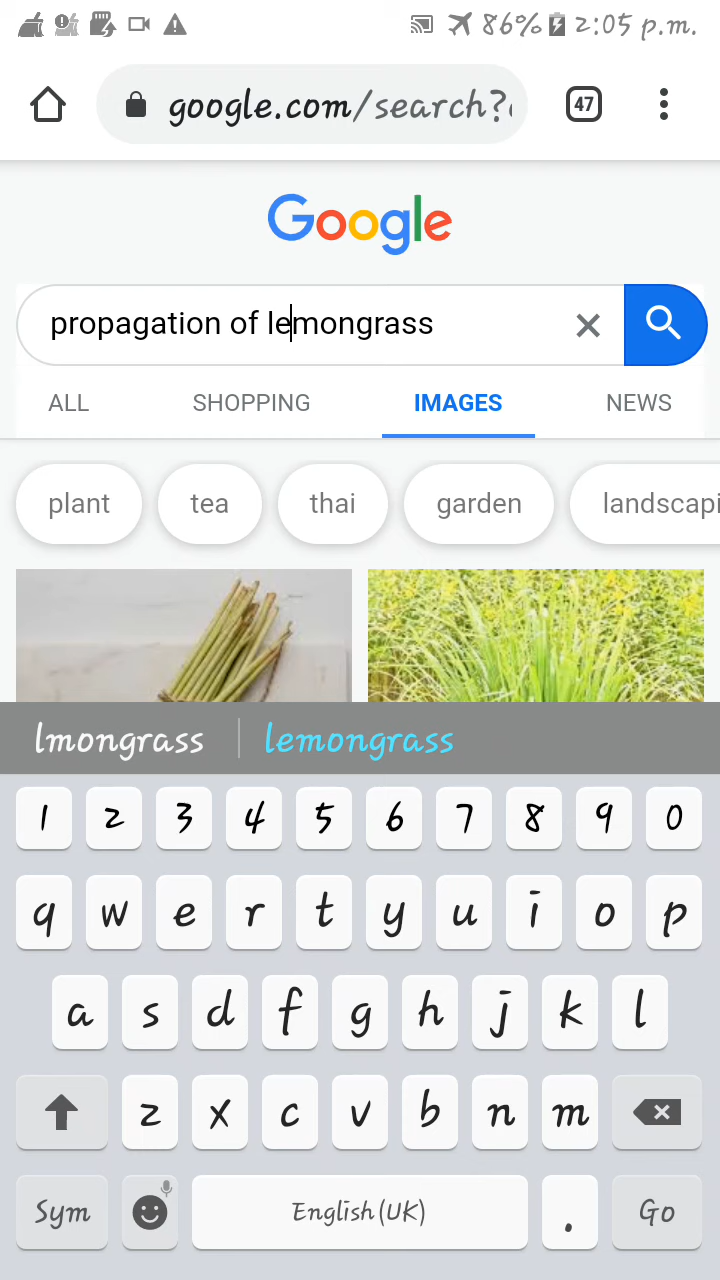 86% 2:05 p.m.
google.com/search?
47
Google
propagation of lemongrass
ALL SHOPPING IMAGES NEWS
plant tea thai garden landscapi
lmongrass lemongrass
1 2 3 4 5 6 7 8 9 0
q w e r t y u i o p
a s d f g h j k l
z x c v b n m
Sym English(UK) . Go